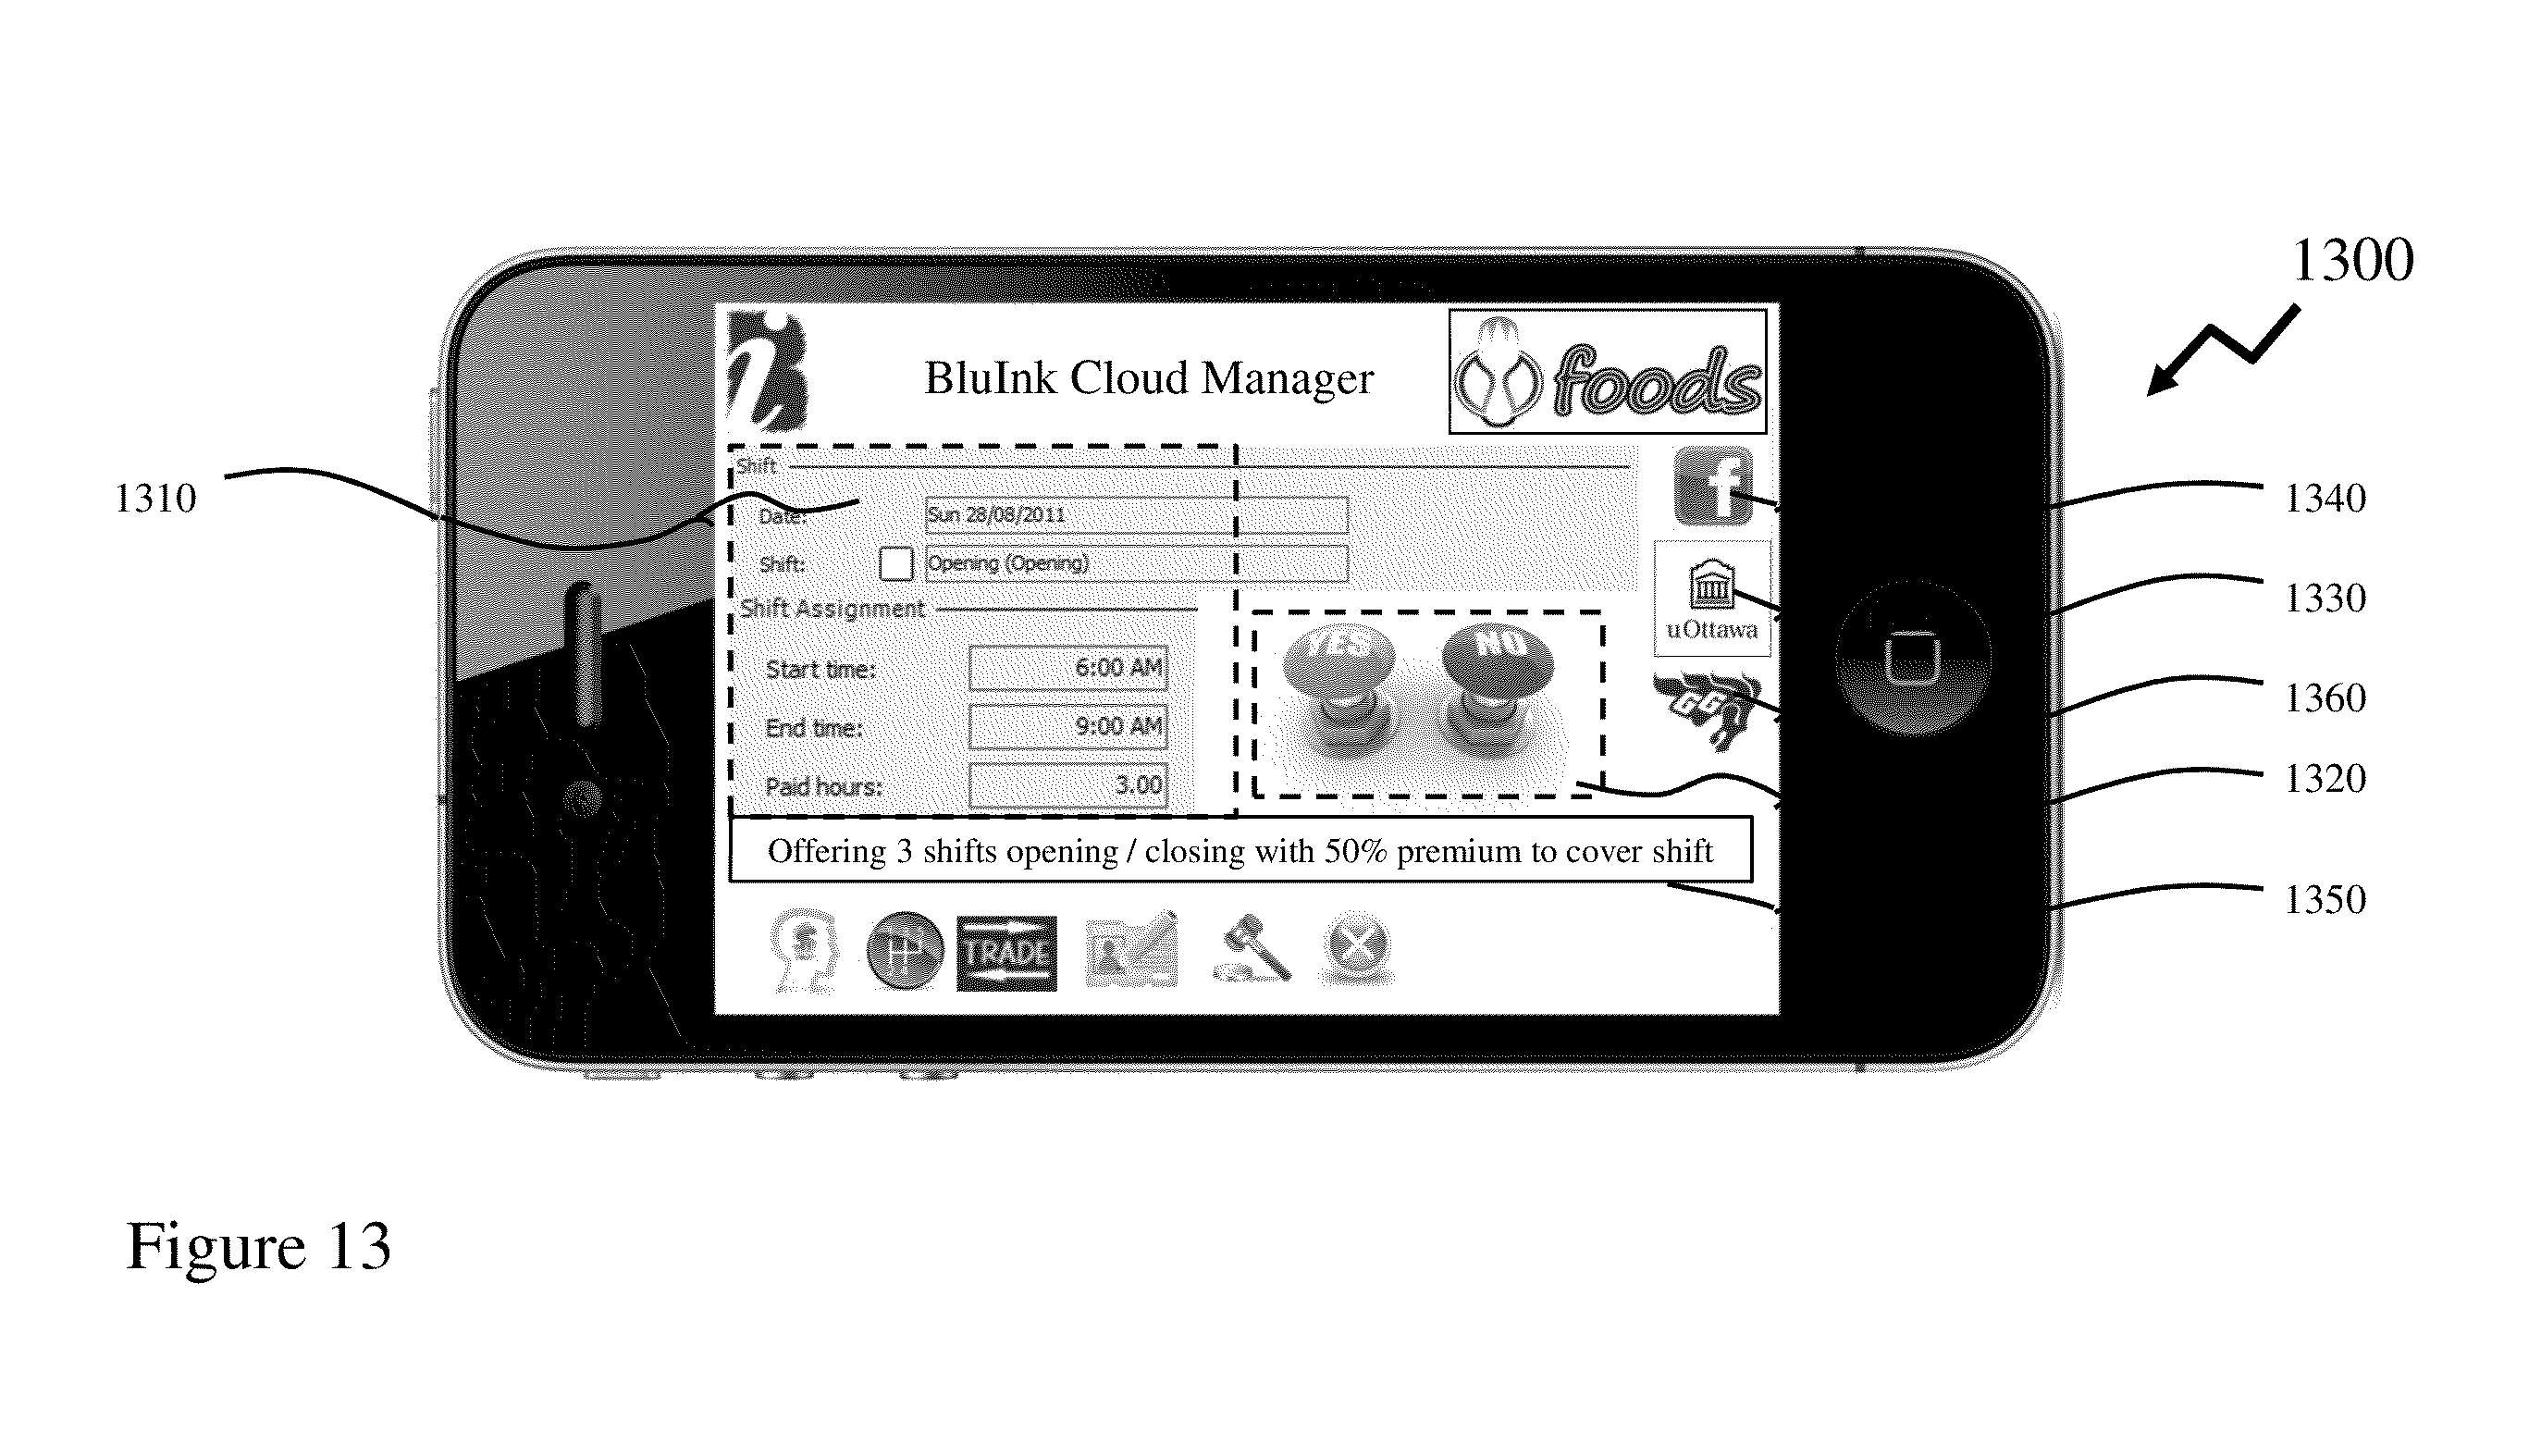 1300
BluInk Cloud Manager
foods
Shift
1310
Date:
Sun 28/08/2011
f
1340
Shift:
Opening (Opening)
Shift Assignment
uOttawa
1330
YES
NO
Start time:
6:00 AM
GG
1360
End time:
9:00 AM
Paid hours:
3.00
1320
Offering 3 shifts opening / closing with 50% premium to cover shift
1350
TRADE
Figure 13